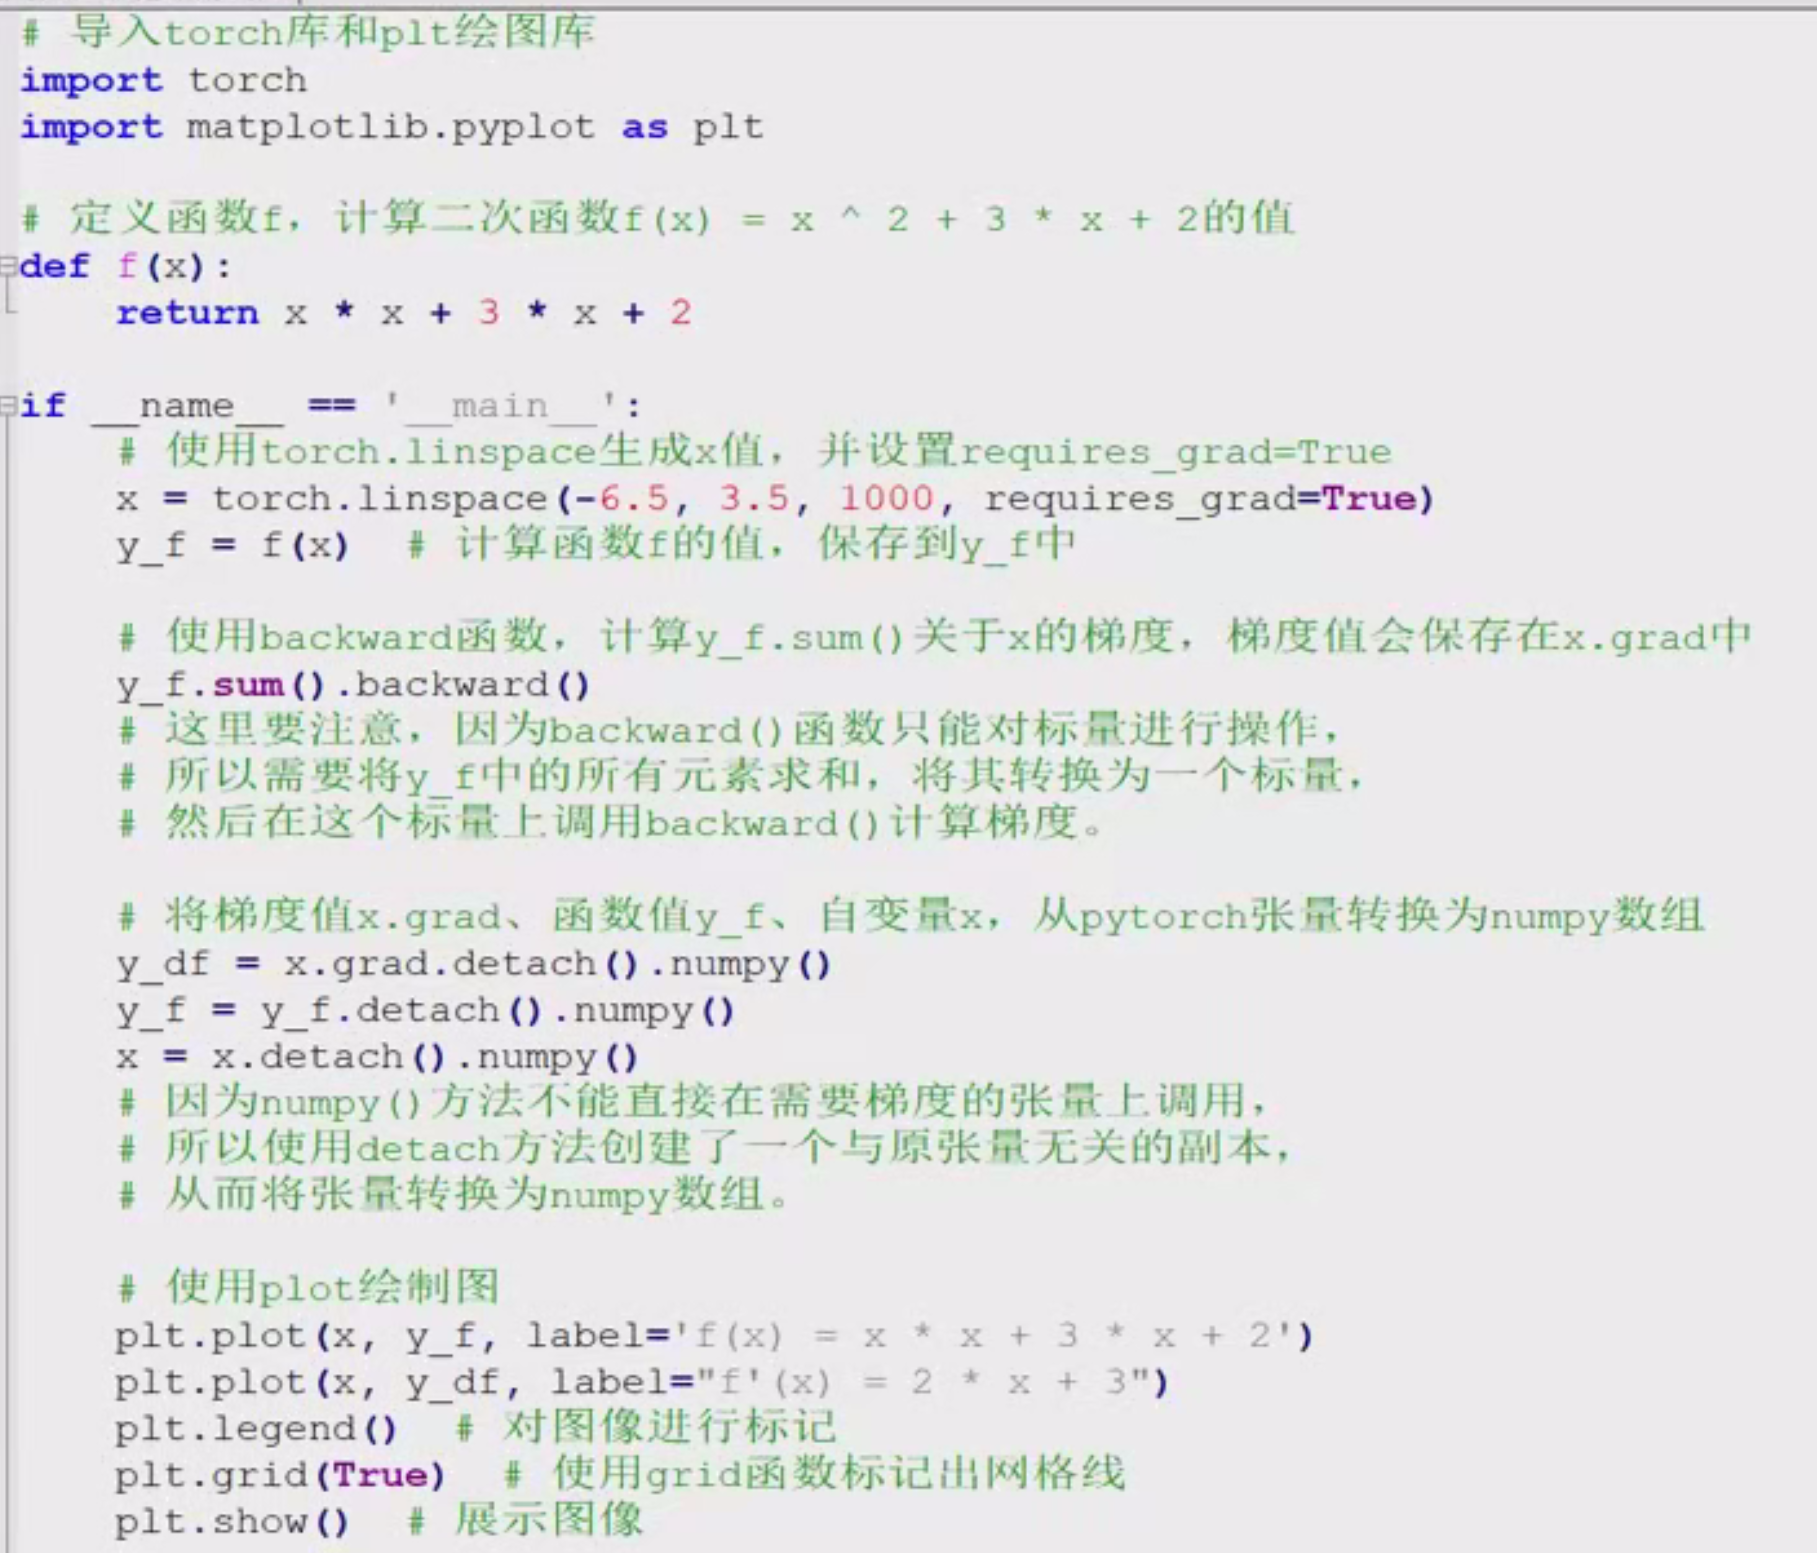 # 导入torch库和plt绘图库
import torch
import matplotlib.pyplot as plt
# 定义函数f，计算二次函数f(x) = x ^ 2 + 3 * x + 2的值
def f(x):
return x * x + 3 * x + 2
if __name__ == '__main__':
# 使用torch.linspace生成x值，并设置requires_grad=True
x = torch.linspace(-6.5, 3.5, 1000, requires_grad=True)
y_f = f(x)  # 计算函数f的值，保存到y_f中
# 使用backward函数，计算y_f.sum()关于x的梯度，梯度值会保存在x.grad中
y_f.sum().backward()
# 这里要注意，因为backward()函数只能对标量进行操作，
# 所以需要将y_f中的所有元素求和，将其转换为一个标量，
# 然后在这个标量上调用backward()计算梯度。
# 将梯度值x.grad、函数值y_f、自变量x，从pytorch张量转换为numpy数组
y_df = x.grad.detach().numpy()
y_f = y_f.detach().numpy()
x = x.detach().numpy()
# 因为numpy()方法不能直接在需要梯度的张量上调用，
# 所以使用detach方法创建了一个与原张量无关的副本，
# 从而将张量转换为numpy数组。
# 使用plot绘制图
plt.plot(x, y_f, label='f(x) = x * x + 3 * x + 2')
plt.plot(x, y_df, label="f'(x) = 2 * x + 3")
plt.legend()  # 对图像进行标记
plt.grid(True)  # 使用grid函数标记出网格线
plt.show()  # 展示图像